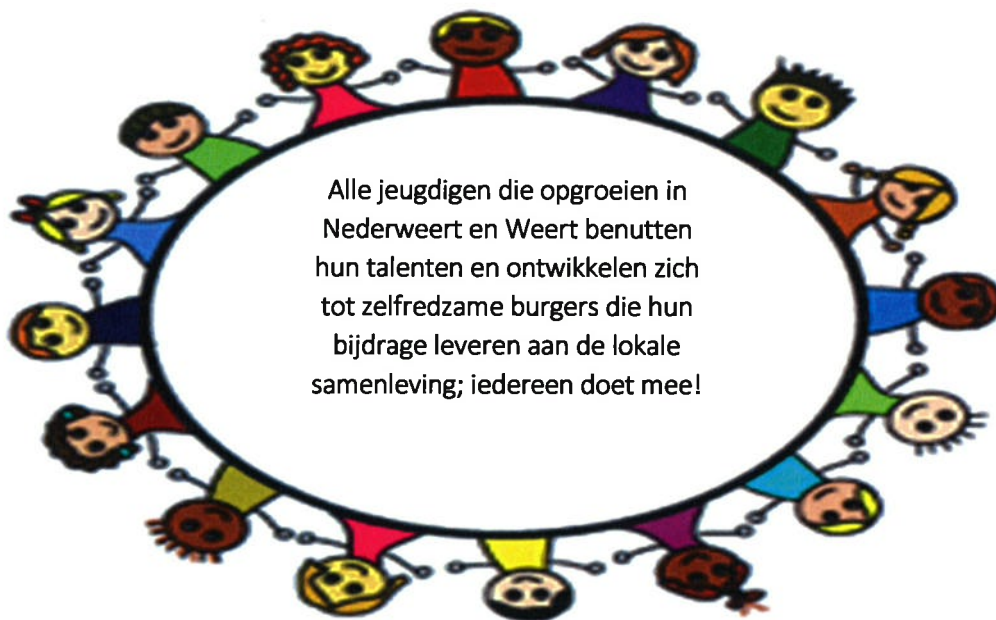 Alle jeugdigen die opgroeien in
Nederweert en Weert benutten
hun talenten en ontwikkelen zich
tot zelfredzame burgers die hun
bijdrage leveren aan de lokale
samenleving; iedereen doet mee!